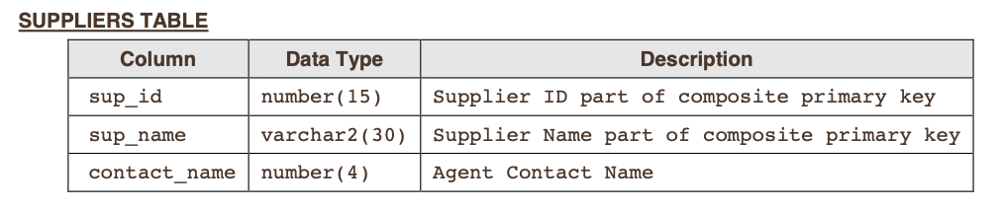 SUPPLIERS TABLE
Column Data Type Description
sup_id number(15) Supplier ID part of composite primary key
sup_name varchar2(30) Supplier Name part of composite primary key
contact_name number(4) Agent Contact Name